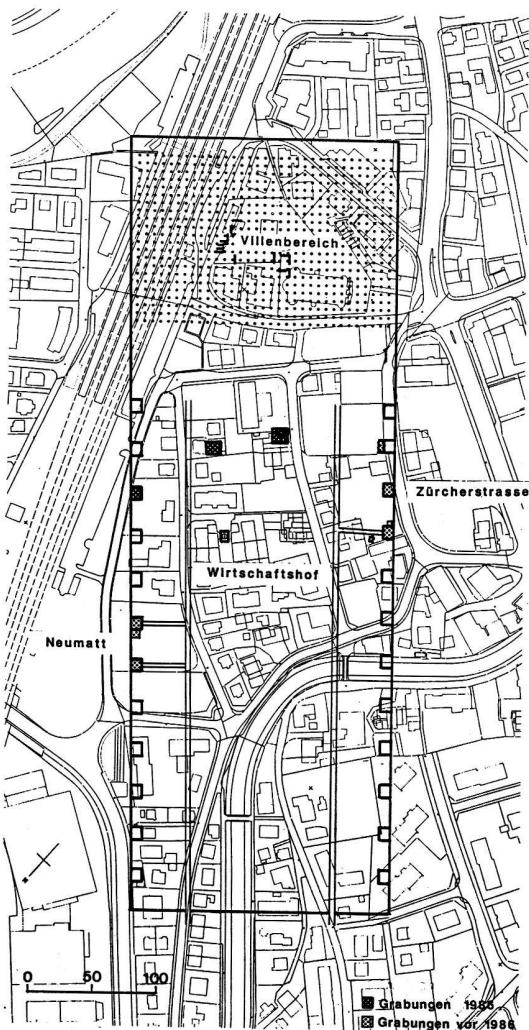 Villenbereich
Zürcherstrasse
Wirtschaftshof
Neumatt
0 50 100
Grabungen 1986
Grabungen vor 1986